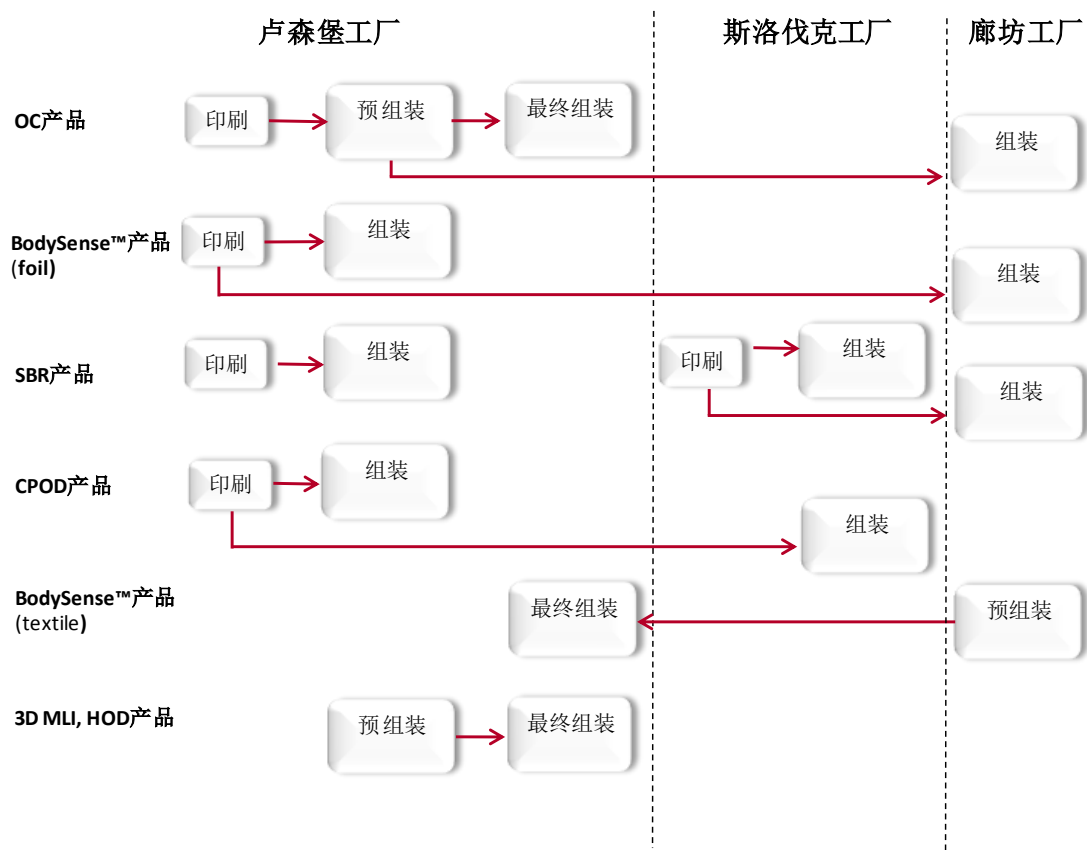 卢森堡工厂
斯洛伐克工厂
廊坊工厂
OC产品
印刷
预组装
最终组装
组装
BodySense™产品
(foil)
印刷
组装
组装
SBR产品
印刷
组装
印刷
组装
组装
CPOD产品
印刷
组装
组装
BodySense™产品
(textile)
最终组装
预组装
3D MLI, HOD产品
预组装
最终组装